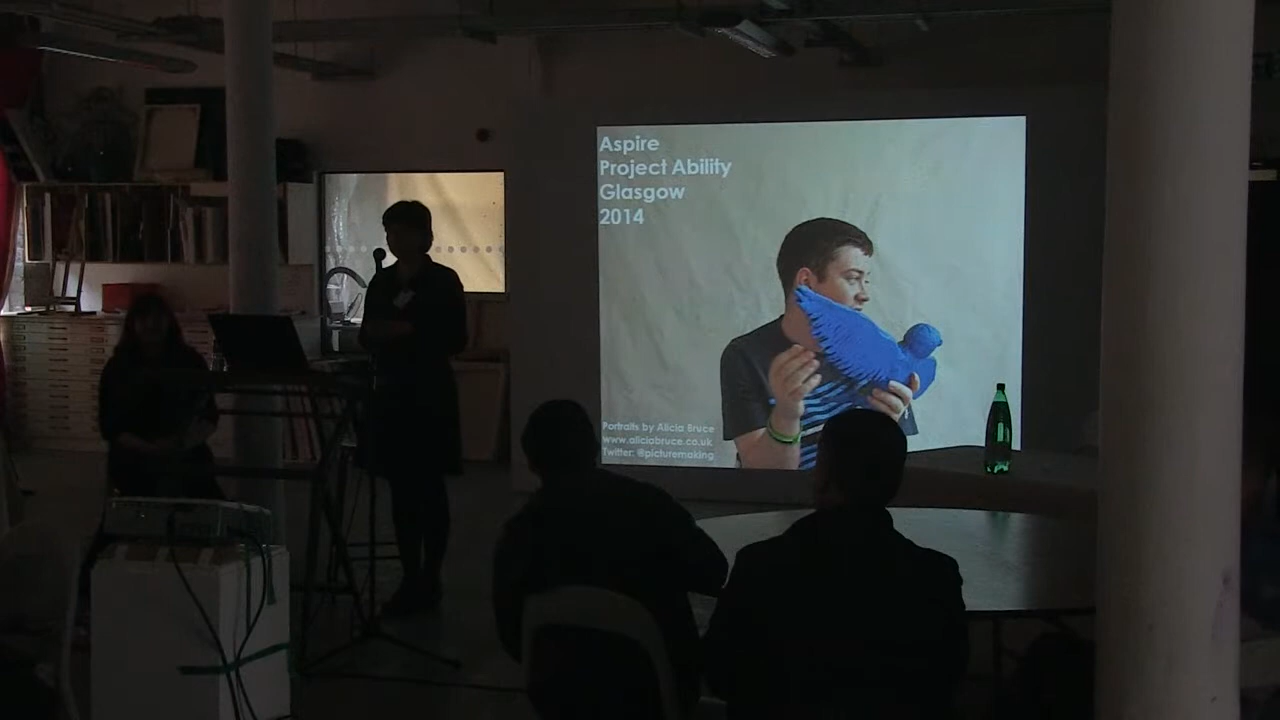 Aspire
Project Ability
Glasgow
2014
Portraits by Alicia Bruce
www.aliciabruce.co.uk
Twitter: @picturemaking